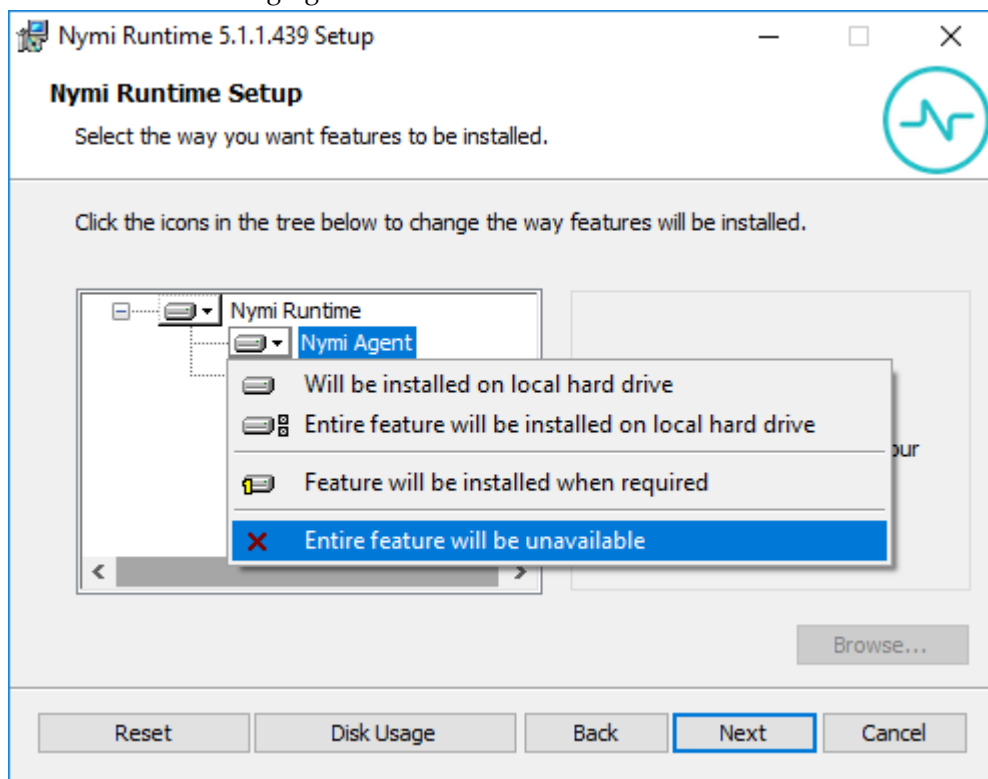 Nymi Runtime 5.1.1.439 Setup
Nymi Runtime Setup
Select the way you want features to be installed.
Click the icons in the tree below to change the way features will be installed.
Nymi Runtime
Nymi Agent
Will be installed on local hard drive
Entire feature will be installed on local hard drive
Feature will be installed when required
Entire feature will be unavailable
Browse...
Reset
Disk Usage
Back
Next
Cancel